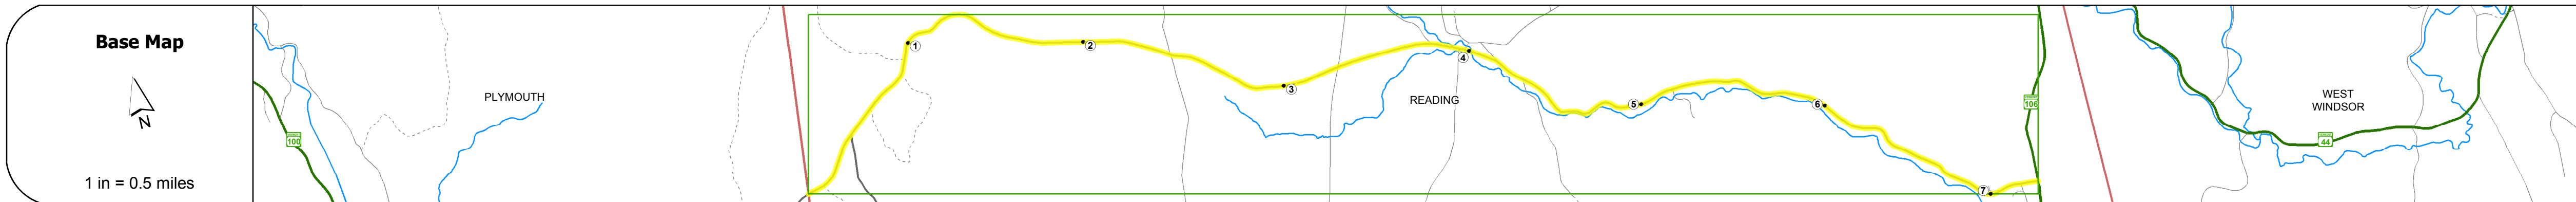 Base Map
N
1 in = 0.5 miles
100
PLYMOUTH
1
2
3
4
READING
5
6
7
106
WEST
WINDSOR
44